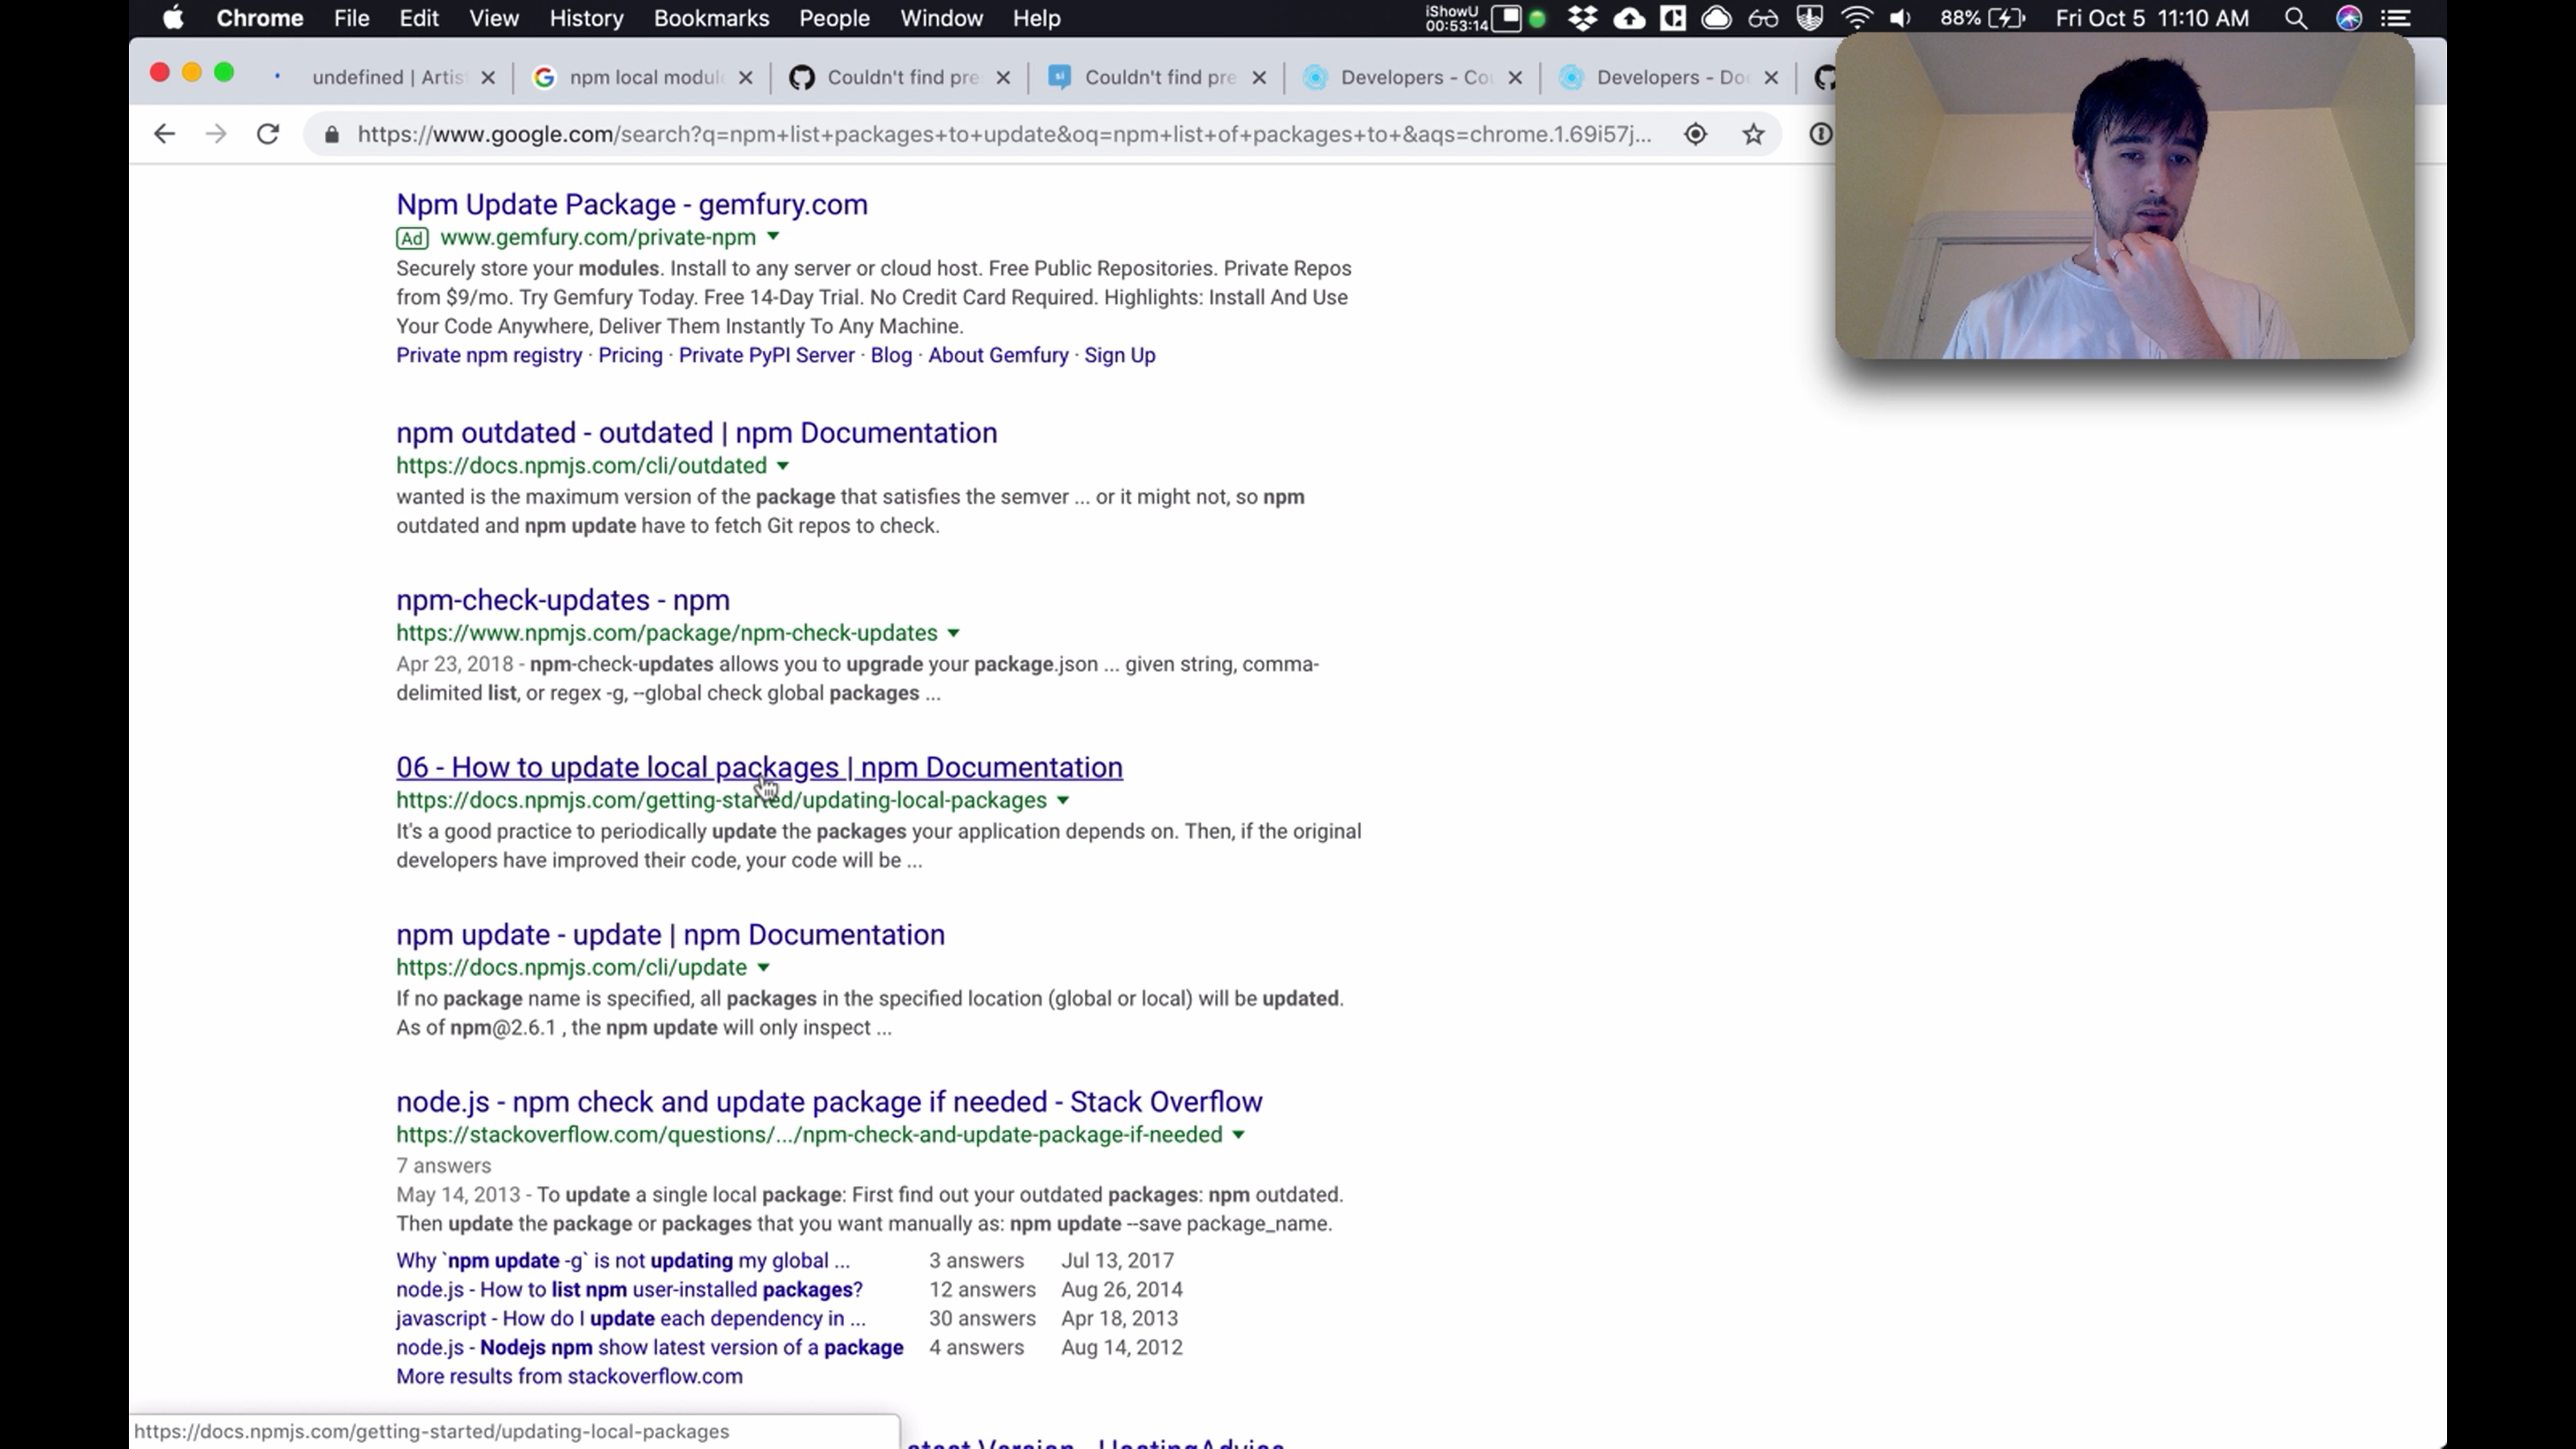 Chrome File Edit View History Bookmarks People Window Help iShowU 00:53:14 88% Fri Oct 5 11:10 AM
undefined | Artis npm local modul Couldn't find pre Couldn't find pre Developers - Co Developers - Do
https://www.google.com/search?q=npm+list+packages+to+update&oq=npm+list+of+packages+to+&aqs=chrome.1.69i57j...
Npm Update Package - gemfury.com
Ad www.gemfury.com/private-npm
Securely store your modules. Install to any server or cloud host. Free Public Repositories. Private Repos
from $9/mo. Try Gemfury Today. Free 14-Day Trial. No Credit Card Required. Highlights: Install And Use
Your Code Anywhere, Deliver Them Instantly To Any Machine.
Private npm registry · Pricing · Private PyPI Server · Blog · About Gemfury · Sign Up
npm outdated - outdated | npm Documentation
https://docs.npmjs.com/cli/outdated
wanted is the maximum version of the package that satisfies the semver ... or it might not, so npm
outdated and npm update have to fetch Git repos to check.
npm-check-updates - npm
https://www.npmjs.com/package/npm-check-updates
Apr 23, 2018 - npm-check-updates allows you to upgrade your package.json ... given string, comma-
delimited list, or regex -g, --global check global packages ...
06 - How to update local packages | npm Documentation
https://docs.npmjs.com/getting-started/updating-local-packages
It's a good practice to periodically update the packages your application depends on. Then, if the original
developers have improved their code, your code will be ...
npm update - update | npm Documentation
https://docs.npmjs.com/cli/update
If no package name is specified, all packages in the specified location (global or local) will be updated.
As of npm@2.6.1 , the npm update will only inspect ...
node.js - npm check and update package if needed - Stack Overflow
https://stackoverflow.com/questions/.../npm-check-and-update-package-if-needed
7 answers
May 14, 2013 - To update a single local package: First find out your outdated packages: npm outdated.
Then update the package or packages that you want manually as: npm update --save package_name.
Why `npm update -g` is not updating my global ... 3 answers Jul 13, 2017
node.js - How to list npm user-installed packages? 12 answers Aug 26, 2014
javascript - How do I update each dependency in ... 30 answers Apr 18, 2013
node.js - Nodejs npm show latest version of a package 4 answers Aug 14, 2012
More results from stackoverflow.com
https://docs.npmjs.com/getting-started/updating-local-packages